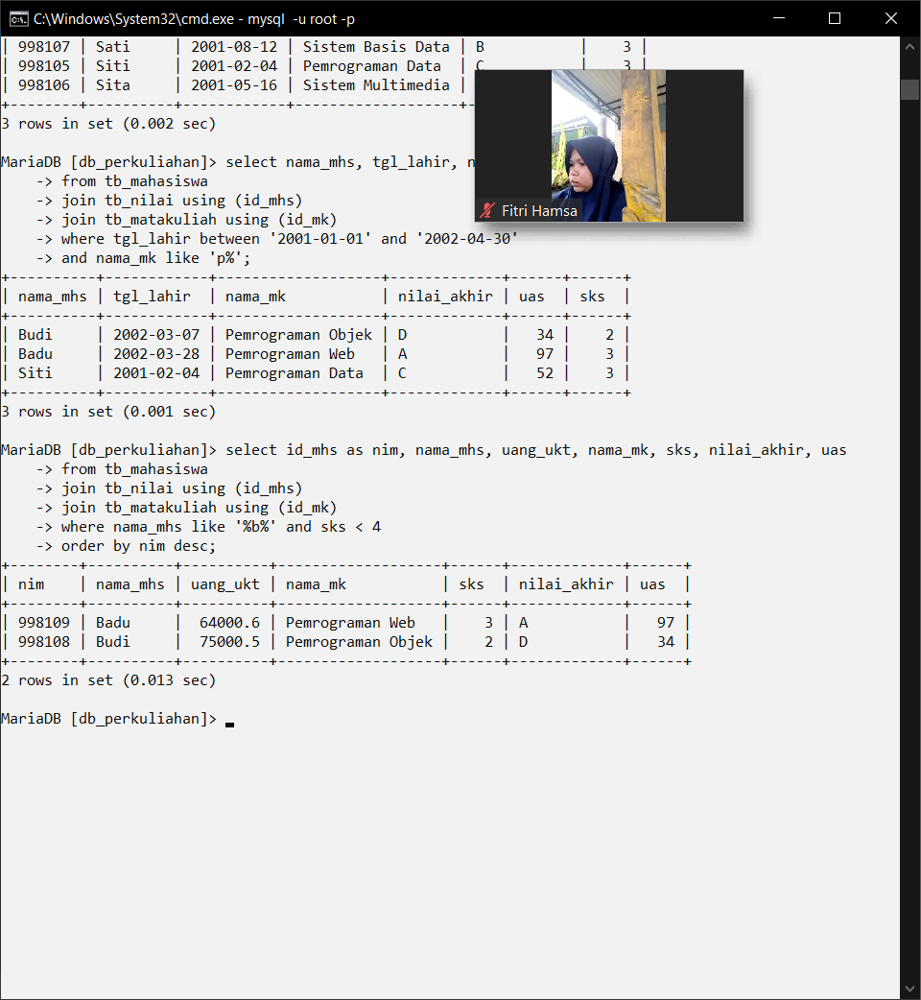 C:\Windows\System32\cmd.exe - mysql  -u root -p
| 998107 | Sati     | 2001-08-12 | Sistem Basis Data | B           |    3 |
| 998105 | Siti     | 2001-02-04 | Pemrograman Data  | C           |    3 |
| 998106 | Sita     | 2001-05-16 | Sistem Multimedia |
+--------+----------+------------+-------------------+
3 rows in set (0.002 sec)
MariaDB [db_perkuliahan]> select nama_mhs, tgl_lahir, n
    -> from tb_mahasiswa
    -> join tb_nilai using (id_mhs)
    -> join tb_matakuliah using (id_mk)
    -> where tgl_lahir between '2001-01-01' and '2002-04-30'
    -> and nama_mk like 'p%';
Fitri Hamsa
+----------+------------+-------------------+-------------+------+------+
| nama_mhs | tgl_lahir  | nama_mk           | nilai_akhir | uas  | sks  |
+----------+------------+-------------------+-------------+------+------+
| Budi     | 2002-03-07 | Pemrograman Objek | D           |   34 |    2 |
| Badu     | 2002-03-28 | Pemrograman Web   | A           |   97 |    3 |
| Siti     | 2001-02-04 | Pemrograman Data  | C           |   52 |    3 |
+----------+------------+-------------------+-------------+------+------+
3 rows in set (0.001 sec)
MariaDB [db_perkuliahan]> select id_mhs as nim, nama_mhs, uang_ukt, nama_mk, sks, nilai_akhir, uas
    -> from tb_mahasiswa
    -> join tb_nilai using (id_mhs)
    -> join tb_matakuliah using (id_mk)
    -> where nama_mhs like '%b%' and sks < 4
    -> order by nim desc;
+--------+----------+----------+-------------------+------+-------------+------+
| nim    | nama_mhs | uang_ukt | nama_mk           | sks  | nilai_akhir | uas  |
+--------+----------+----------+-------------------+------+-------------+------+
| 998109 | Badu     |  64000.6 | Pemrograman Web   |    3 | A           |   97 |
| 998108 | Budi     |  75000.5 | Pemrograman Objek |    2 | D           |   34 |
+--------+----------+----------+-------------------+------+-------------+------+
2 rows in set (0.013 sec)
MariaDB [db_perkuliahan]>